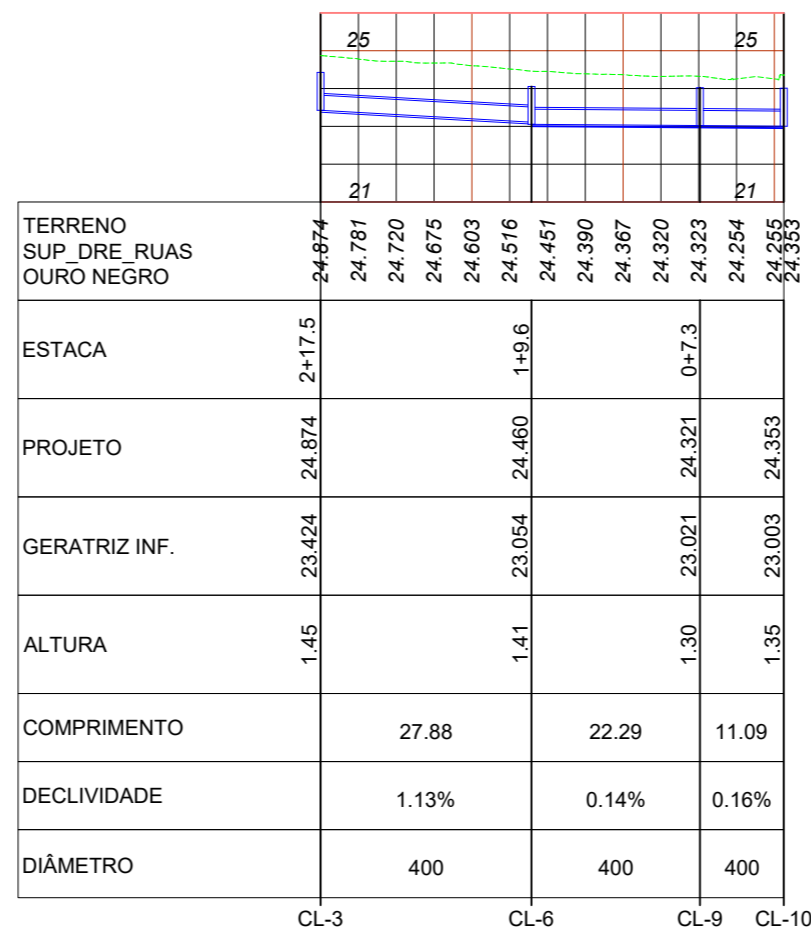 25 25
21 21
TERRENO
SUP_DRE_RUAS
OURO NEGRO
24.874 24.781 24.720 24.675 24.603 24.516 24.451 24.390 24.367 24.320 24.323 24.254 24.255 24.353
ESTACA 2+17.5 1+9.6 0+7.3
PROJETO 24.874 24.460 24.321 24.353
GERATRIZ INF. 23.424 23.054 23.021 23.003
ALTURA 1.45 1.41 1.30 1.35
COMPRIMENTO 27.88 22.29 11.09
DECLIVIDADE 1.13% 0.14% 0.16%
DIÂMETRO 400 400 400
CL-3 CL-6 CL-9 CL-10